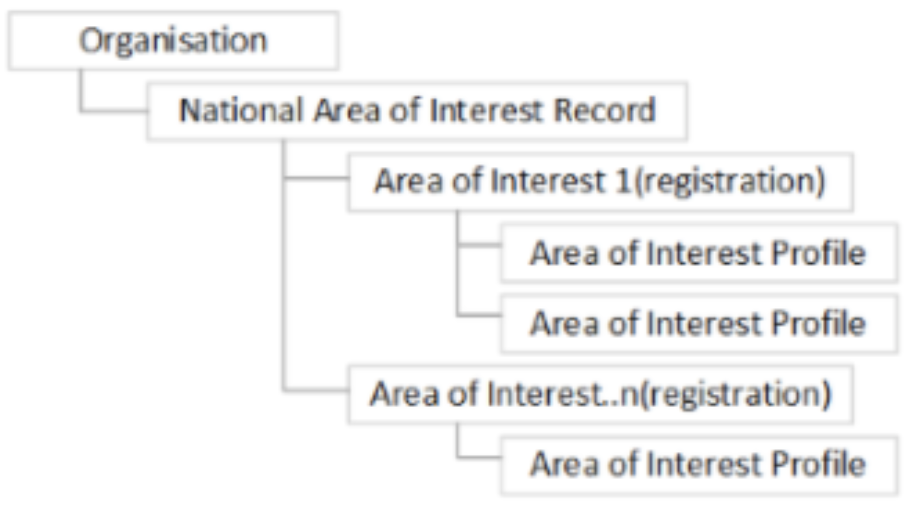 Organisation
National Area of Interest Record
Area of Interest 1(registration)
Area of Interest Profile
Area of Interest Profile
Area of Interest..n(registration)
Area of Interest Profile